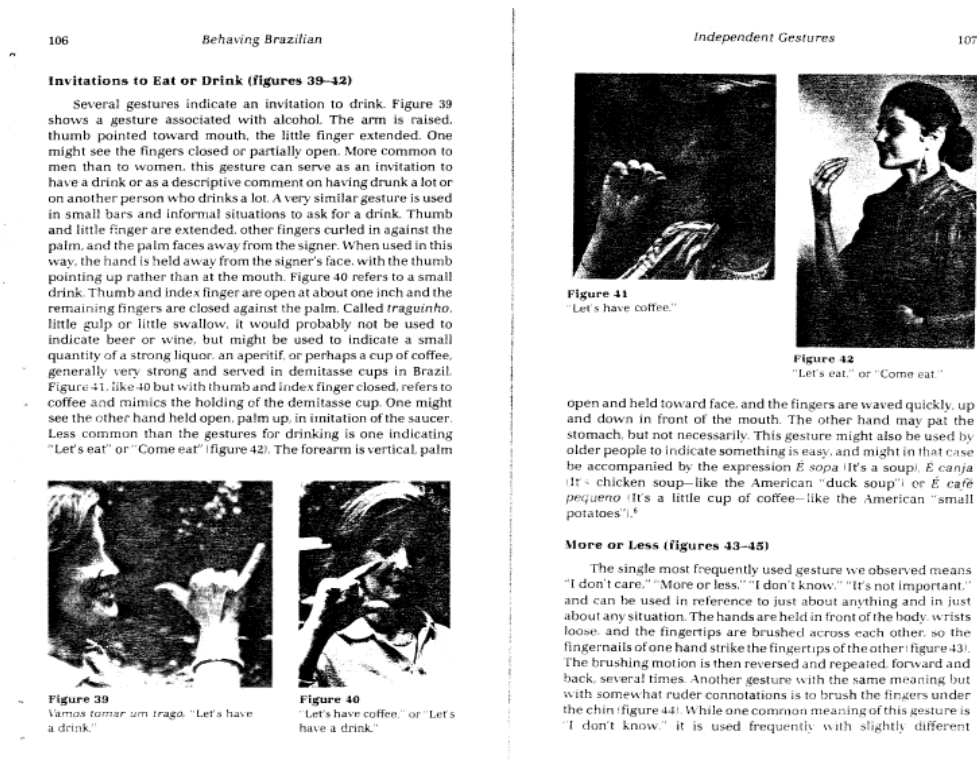 106
Behaving Brazilian
Invitations to Eat or Drink (figures 39–42)
Several gestures indicate an invitation to drink. Figure 39
shows a gesture associated with alcohol. The arm is raised,
thumb pointed toward mouth, the little finger extended. One
might see the fingers closed or partially open. More common to
men than to women, this gesture can serve as an invitation to
have a drink or as a descriptive comment on having drunk a lot or
on another person who drinks a lot. A very similar gesture is used
in small bars and informal situations to ask for a drink. Thumb
and little finger are extended, other fingers curled in against the
palm, and the palm faces away from the signer. When used in this
way, the hand is held away from the signer's face, with the thumb
pointing up rather than at the mouth. Figure 40 refers to a small
drink. Thumb and index finger are open at about one inch and the
remaining fingers are closed against the palm. Called traguinho,
little gulp or little swallow, it would probably not be used to
indicate beer or wine, but might be used to indicate a small
quantity of a strong liquor, an aperitif, or perhaps a cup of coffee,
generally very strong and served in demitasse cups in Brazil.
Figure 41, like 40 but with thumb and index finger closed, refers to
coffee and mimics the holding of the demitasse cup. One might
see the other hand held open, palm up, in imitation of the saucer.
Less common than the gestures for drinking is one indicating
"Let's eat" or "Come eat" (figure 42). The forearm is vertical, palm
Figure 39
Vamos tomar um trago, "Let's have
a drink."
Figure 40
"Let's have coffee," or "Let's
have a drink."
Independent Gestures
107
Figure 41
"Let's have coffee."
Figure 42
"Let's eat," or "Come eat."
open and held toward face, and the fingers are waved quickly, up
and down in front of the mouth. The other hand may pat the
stomach, but not necessarily. This gesture might also be used by
older people to indicate something is easy, and might in that case
be accompanied by the expression É sopa (It's a soup), É canja
(It's chicken soup—like the American "duck soup") or É café
pequeno (It's a little cup of coffee—like the American "small
potatoes").⁶
More or Less (figures 43–45)
The single most frequently used gesture we observed means
"I don't care," "More or less," "I don't know," "It's not important,"
and can be used in reference to just about anything and in just
about any situation. The hands are held in front of the body, wrists
loose, and the fingertips are brushed across each other, so the
fingernails of one hand strike the fingertips of the other (figure 43).
The brushing motion is then reversed and repeated, forward and
back, several times. Another gesture with the same meaning but
with somewhat ruder connotations is to brush the fingers under
the chin (figure 44). While one common meaning of this gesture is
"I don't know," it is used frequently with slightly different